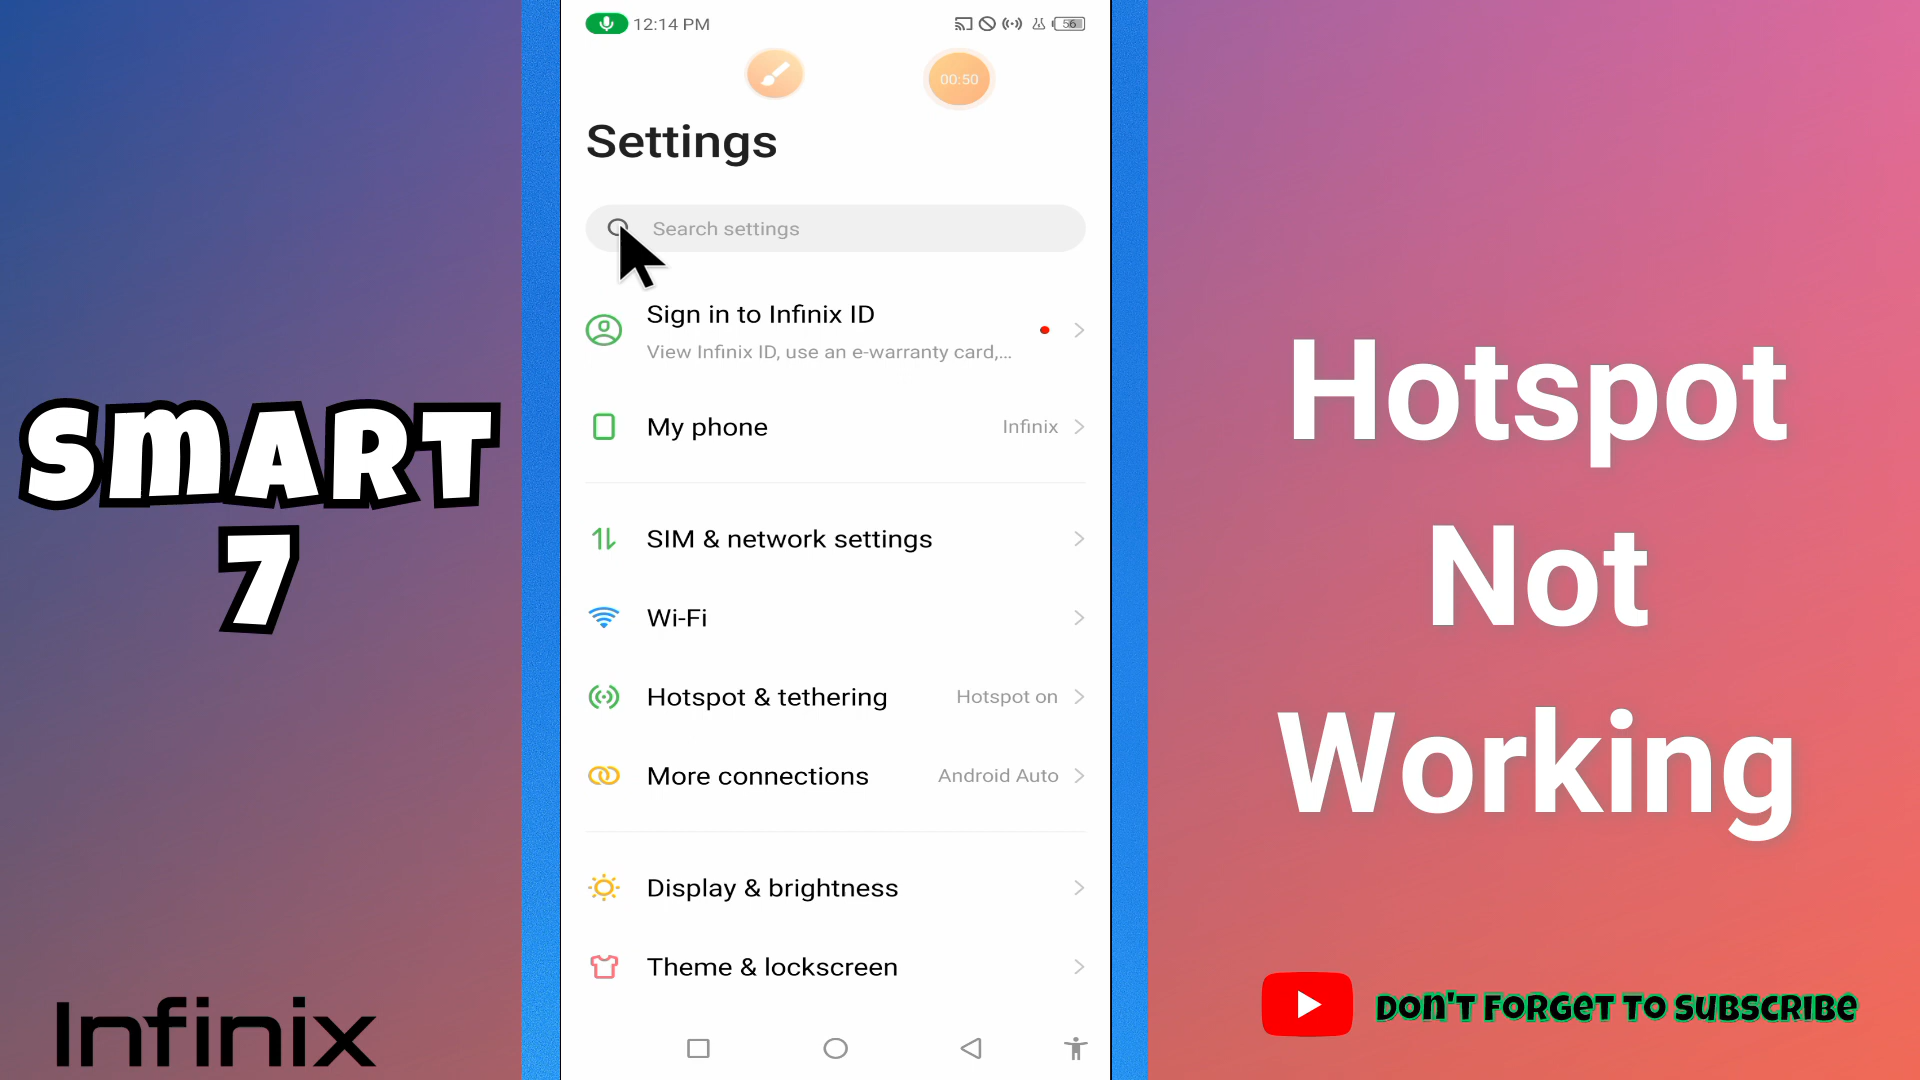 12:14 PM
56
00:50
Settings
Search settings
Sign in to Infinix ID
View Infinix ID, use an e-warranty card,...
My phone
Infinix
SIM & network settings
Wi-Fi
Hotspot & tethering
Hotspot on
More connections
Android Auto
Display & brightness
Theme & lockscreen
SMART
7
Infinix
Hotspot
Not
Working
DON'T FORGET TO SUBSCRIBE